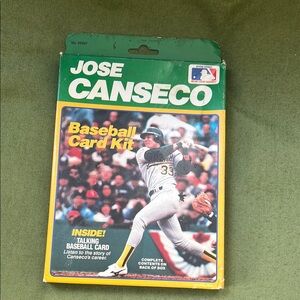 JOSE
CANSECO
Baseball
Card Kit
33
INSIDE!
TALKING
BASEBALL CARD
Listen to the story of
Canseco's career.
COMPLETE
CONTENTS ON
BACK OF BOX